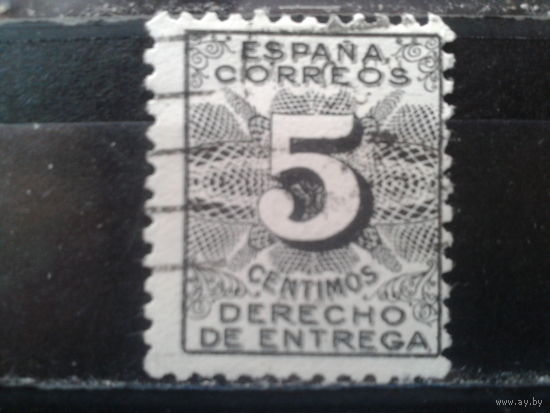 ESPAÑA
CORREOS
5
CENTIMOS
DERECHO
DE ENTREGA
www.ay.by